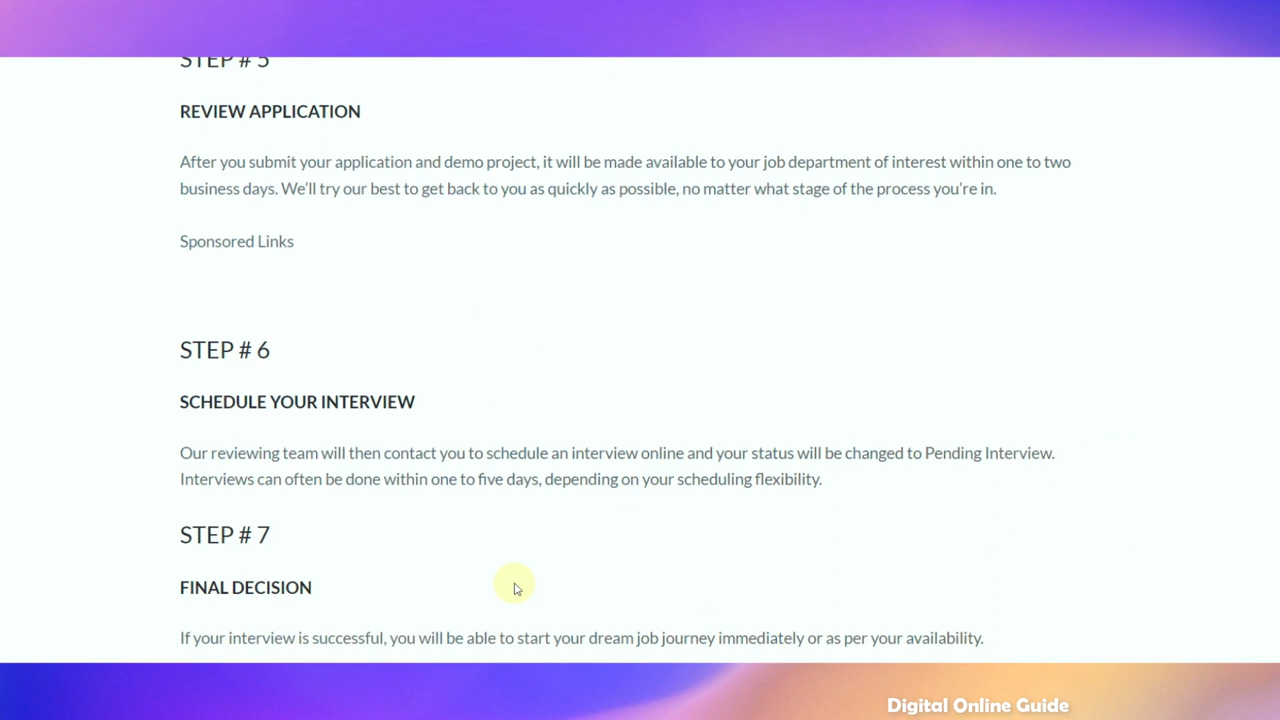 STEP # 5
REVIEW APPLICATION
After you submit your application and demo project, it will be made available to your job department of interest within one to two
business days. We’ll try our best to get back to you as quickly as possible, no matter what stage of the process you’re in.
Sponsored Links
STEP # 6
SCHEDULE YOUR INTERVIEW
Our reviewing team will then contact you to schedule an interview online and your status will be changed to Pending Interview.
Interviews can often be done within one to five days, depending on your scheduling flexibility.
STEP # 7
FINAL DECISION
If your interview is successful, you will be able to start your dream job journey immediately or as per your availability.
Digital Online Guide